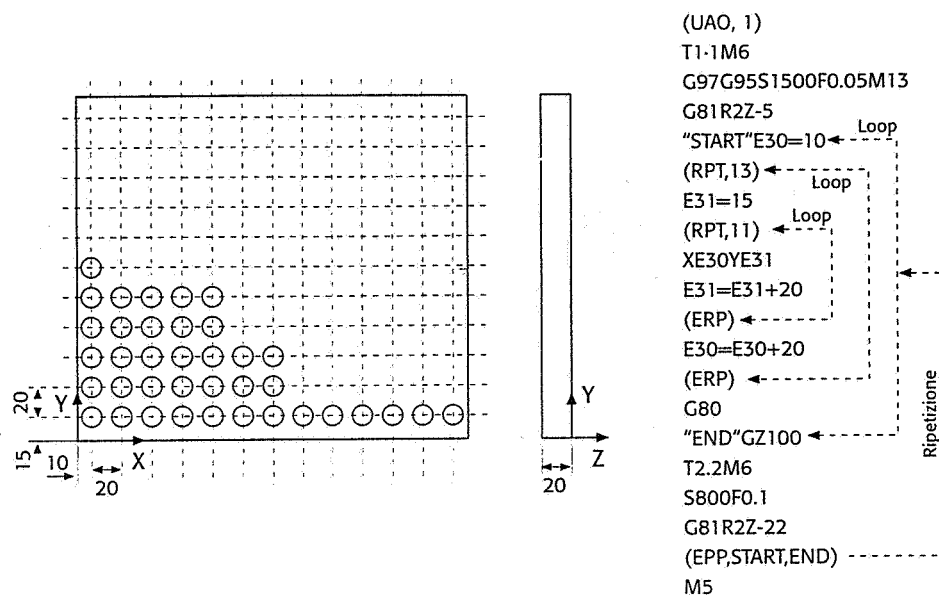 20
Y
15
10
20
X
Y
Z
20
(UAO, 1)
T1·1M6
G97G95S1500F0.05M13
G81R2Z-5
"START"E30=10
Loop
(RPT,13)
Loop
E31=15
(RPT,11)
Loop
XE30YE31
E31=E31+20
(ERP)
E30=E30+20
(ERP)
G80
"END"GZ100
T2.2M6
S800F0.1
G81R2Z-22
(EPP,START,END)
M5
Ripetizione